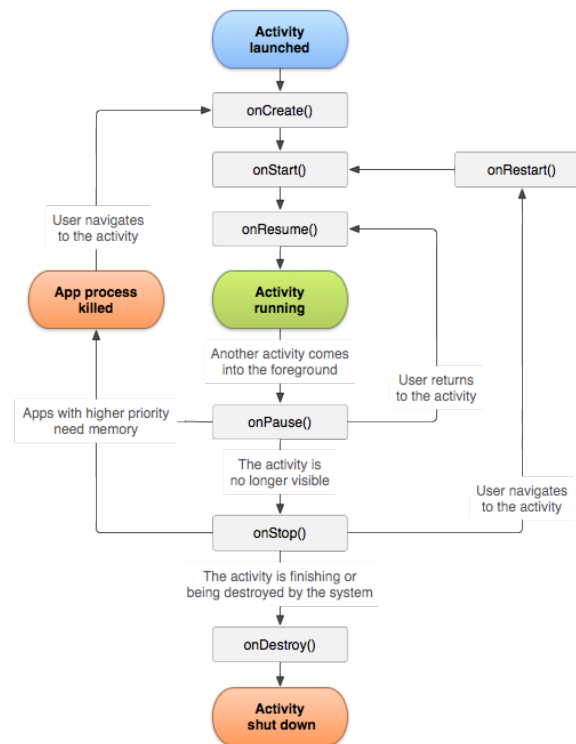 Activity
launched
onCreate()
onStart()
onRestart()
User navigates
to the activity
onResume()
App process
killed
Activity
running
Another activity comes
into the foreground
User returns
to the activity
Apps with higher priority
need memory
onPause()
The activity is
no longer visible
User navigates
to the activity
onStop()
The activity is finishing or
being destroyed by the system
onDestroy()
Activity
shut down